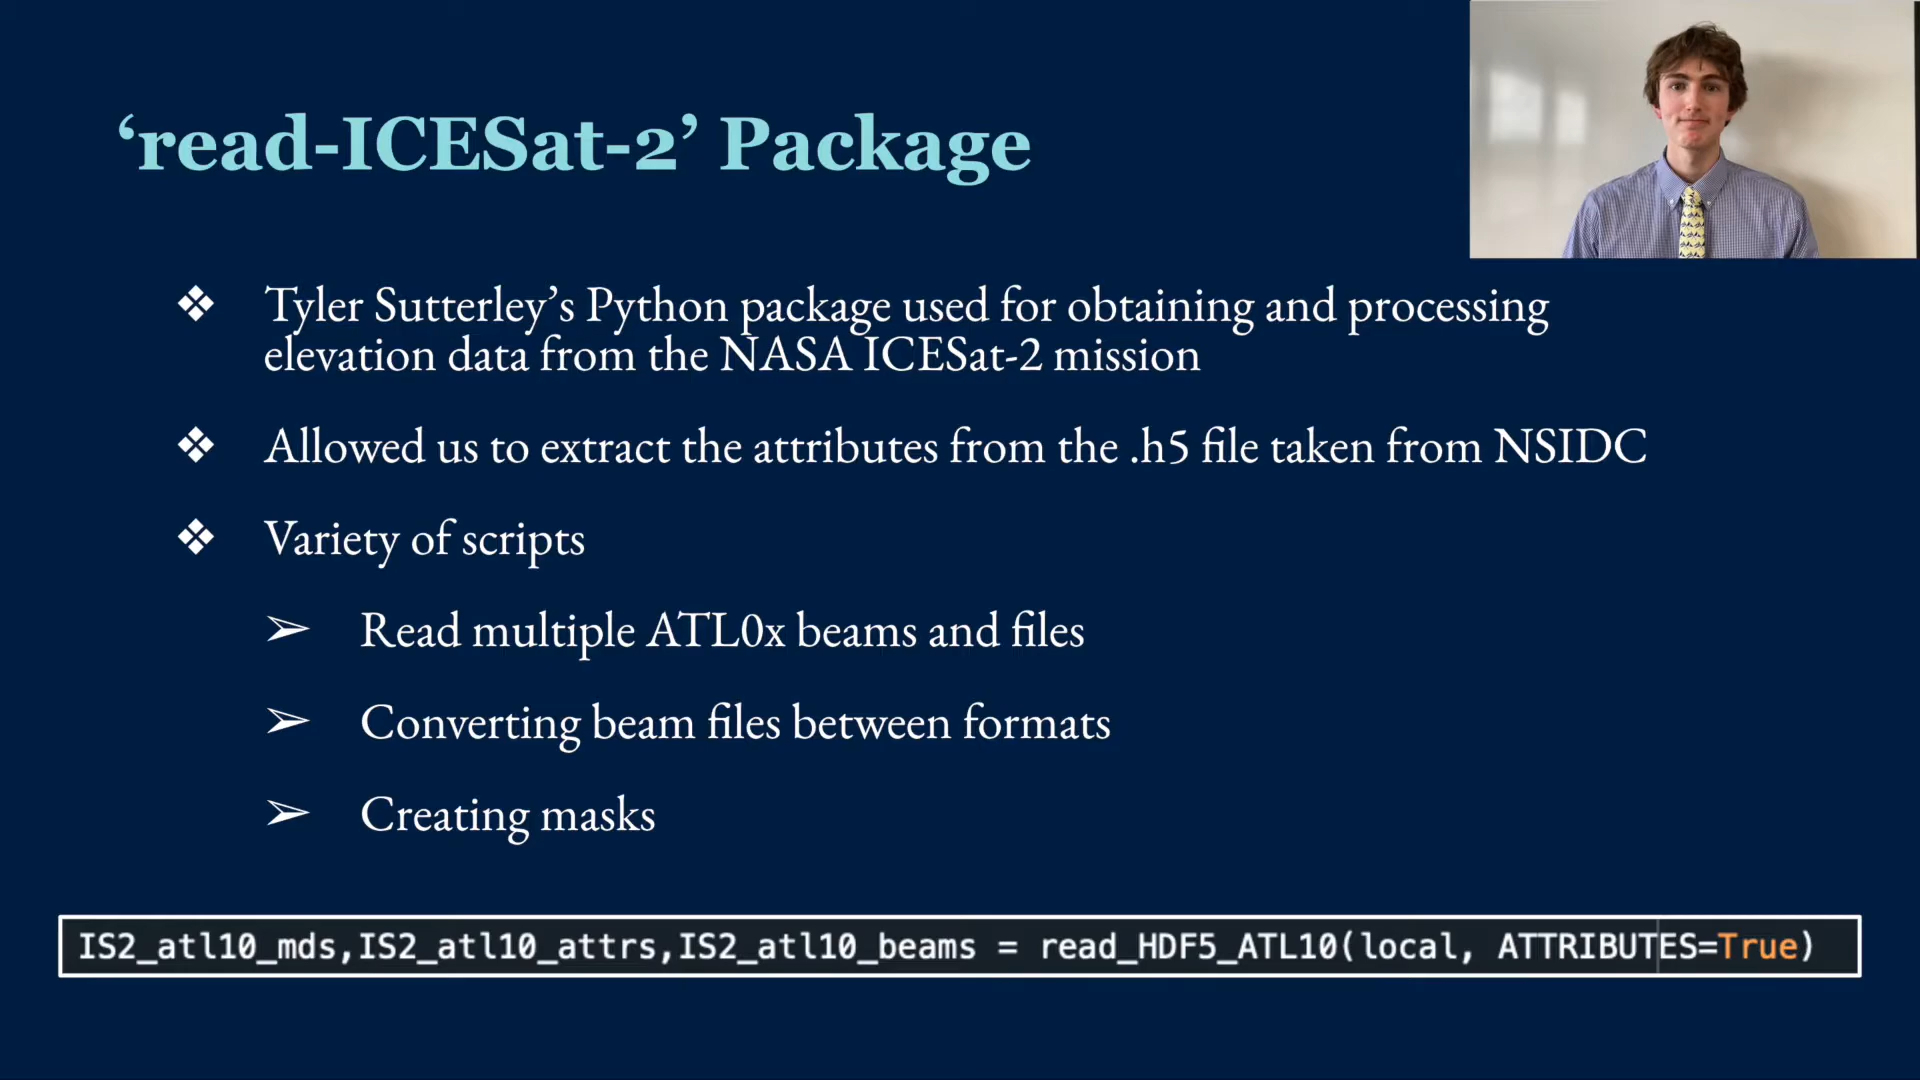 ‘read-ICESat-2’ Package
❖ Tyler Sutterley’s Python package used for obtaining and processing
elevation data from the NASA ICESat-2 mission
❖ Allowed us to extract the attributes from the .h5 file taken from NSIDC
❖ Variety of scripts
➢ Read multiple ATL0x beams and files
➢ Converting beam files between formats
➢ Creating masks
IS2_atl10_mds,IS2_atl10_attrs,IS2_atl10_beams = read_HDF5_ATL10(local, ATTRIBUTES=True)